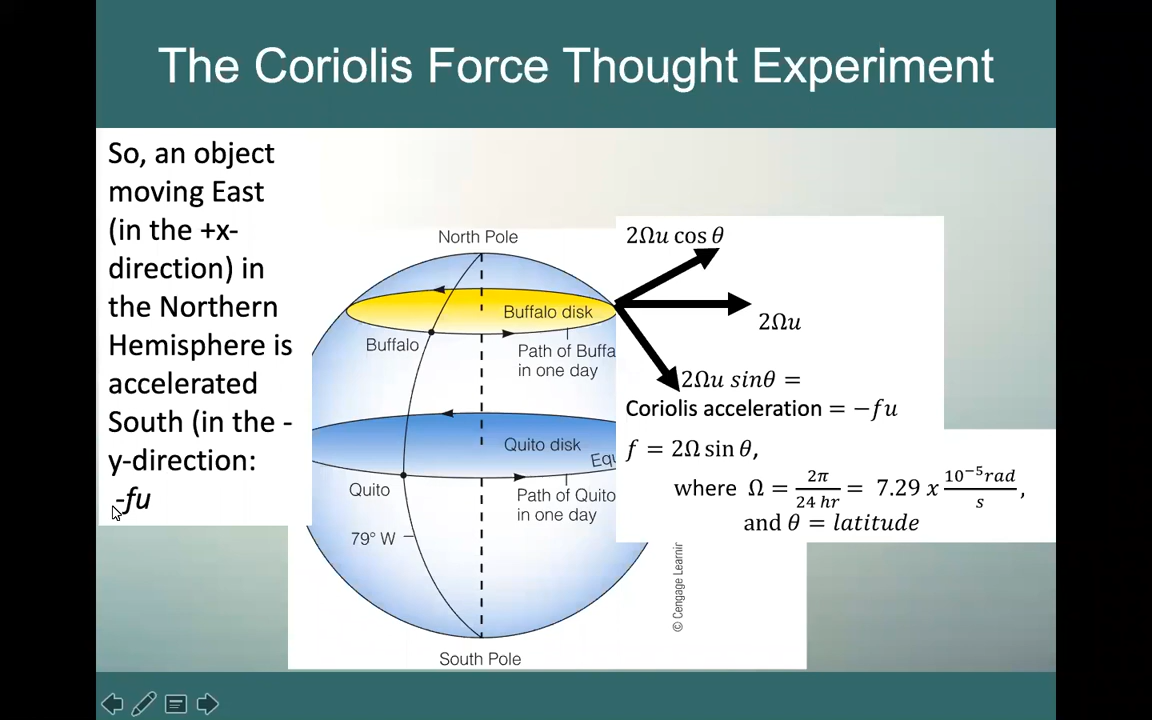 The Coriolis Force Thought Experiment
So, an object
moving East
(in the +x-
direction) in
the Northern
Hemisphere is
accelerated
South (in the -
y-direction:
-fu
North Pole
Buffalo disk
Buffalo
Path of Buffa
in one day
Quito disk
Equ
Quito
Path of Quito
in one day
79° W
South Pole
© Cengage Learnin
2Ωu cos θ
2Ωu
2Ωu sinθ =
Coriolis acceleration = −fu
f = 2Ω sin θ,
where Ω = 2π/24 hr = 7.29 x 10⁻⁵rad/s,
and θ = latitude